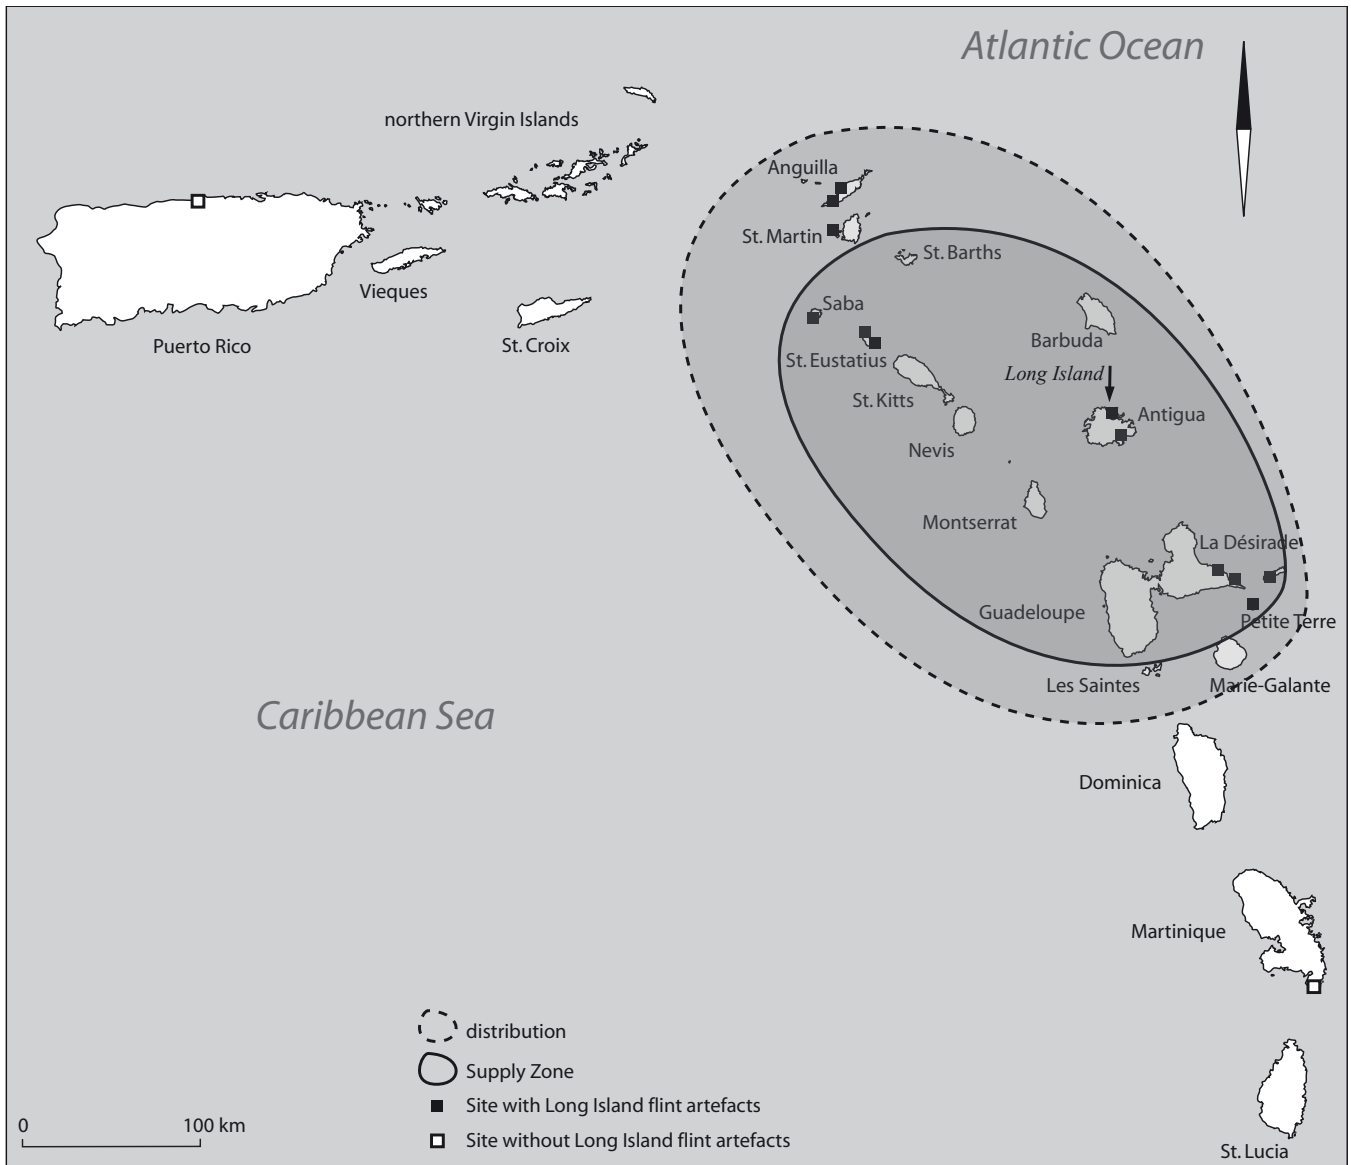 Atlantic Ocean
northern Virgin Islands
Anguilla
St. Martin
St. Barths
Vieques
Saba
Puerto Rico
St. Croix
Barbuda
St. Eustatius
Long Island
St. Kitts
Antigua
Nevis
Montserrat
La Désirade
Guadeloupe
Petite Terre
Les Saintes
Marie-Galante
Caribbean Sea
Dominica
Martinique
distribution
Supply Zone
Site with Long Island flint artefacts
0 100 km
Site without Long Island flint artefacts
St. Lucia